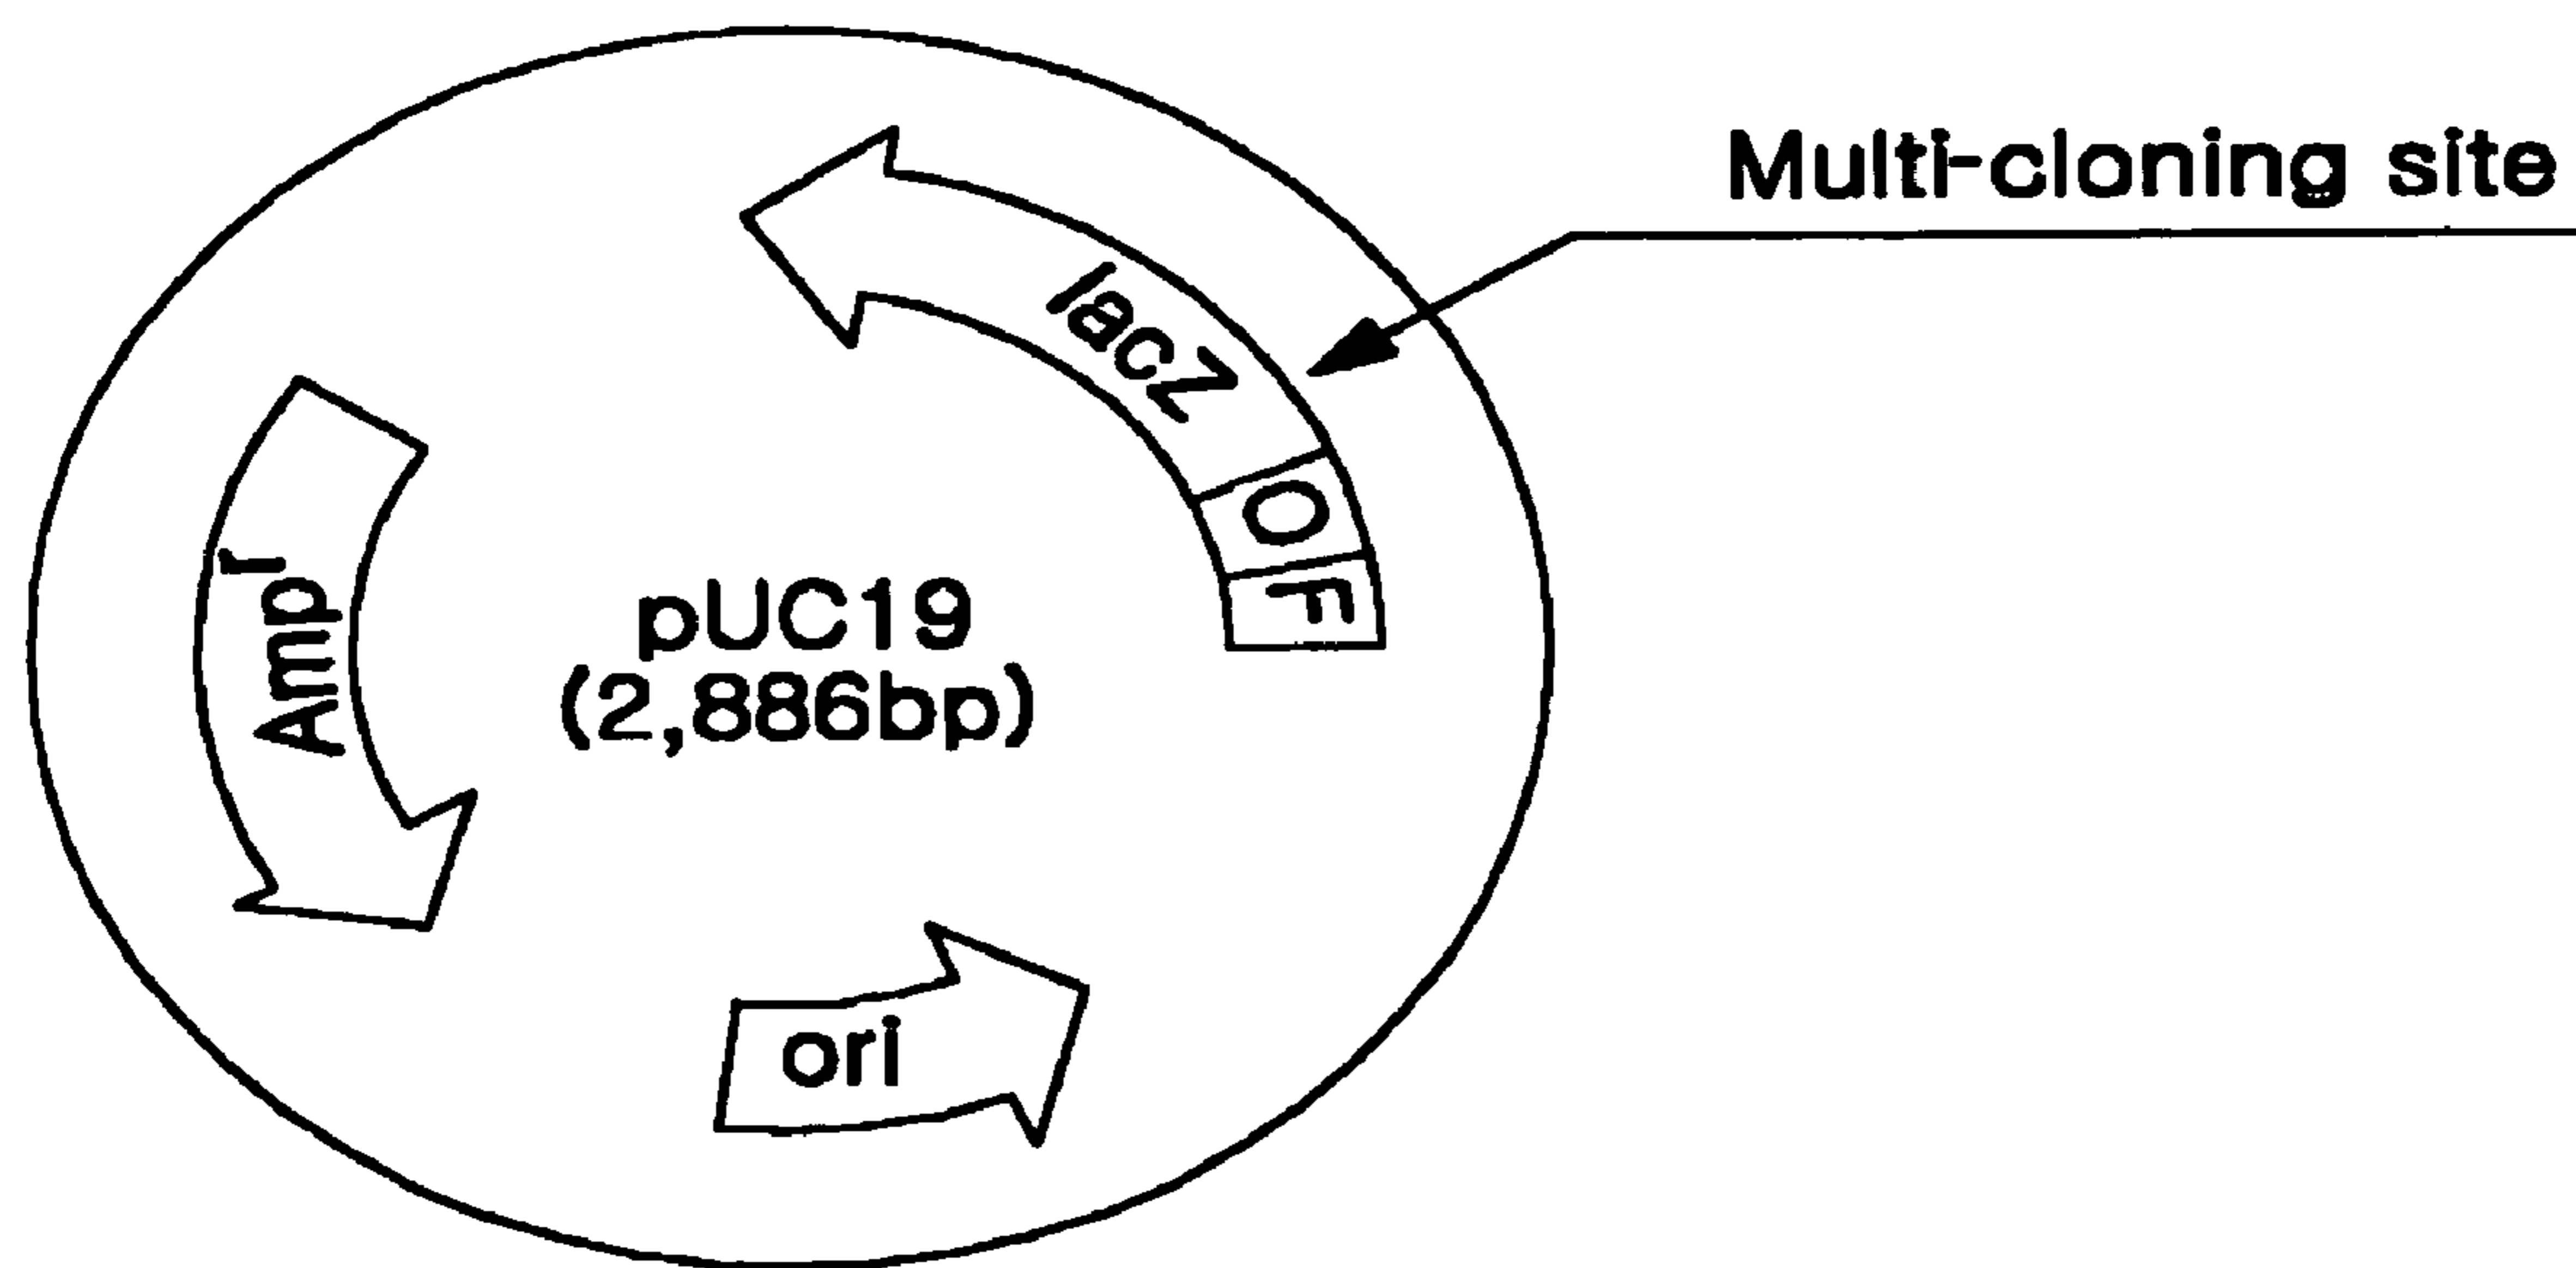 Multi-cloning site
lacZ
O
F
Ampr
pUC19
(2,886bp)
ori